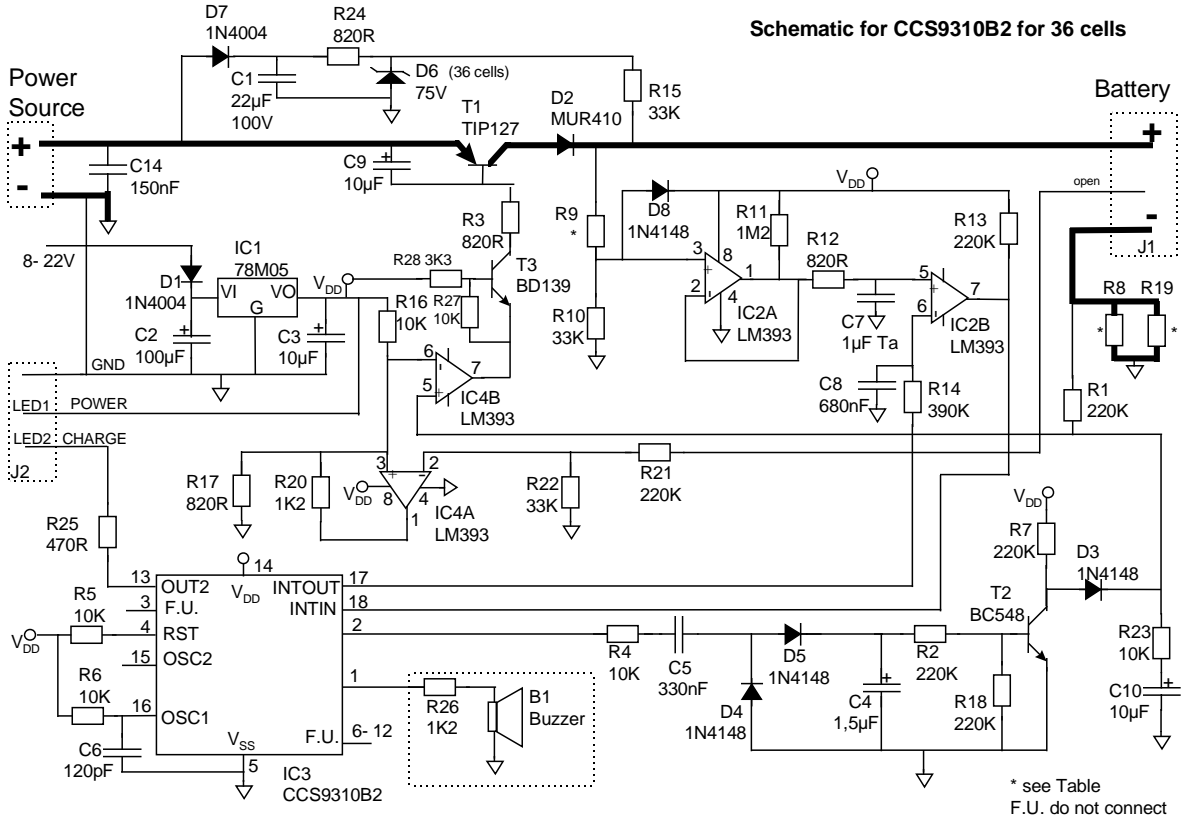 Schematic for CCS9310B2 for 36 cells
Power
Source
+
-
D7
1N4004
R24
820R
C1
22µF
100V
D6 (36 cells)
75V
T1
TIP127
D2
MUR410
R15
33K
Battery
+
open
-
J1
C14
150nF
C9
10µF
R3
820R
R9
*
D8
1N4148
VDD
R11
1M2
R12
820R
R13
220K
8- 22V
D1
1N4004
IC1
78M05
VI
VO
G
VDD
R28 3K3
T3
BD139
R16
10K
R27
10K
C2
100µF
C3
10µF
R10
33K
3
+
8
2
-
4
1
IC2A
LM393
C7
1µF Ta
5
+
6
-
7
IC2B
LM393
R8
*
R19
*
GND
LED1
POWER
LED2
CHARGE
J2
6
-
5
+
7
IC4B
LM393
C8
680nF
R14
390K
R1
220K
R17
820R
R20
1K2
3
+
2
-
VDD
8
4
1
IC4A
LM393
R22
33K
R21
220K
R25
470R
VDD
R7
220K
D3
1N4148
T2
BC548
14
VDD
13
OUT2
3
F.U.
4
RST
15
OSC2
16
OSC1
VSS
5
INTOUT
17
INTIN
18
2
1
F.U.
6- 12
IC3
CCS9310B2
R5
10K
VDD
R6
10K
C6
120pF
R26
1K2
B1
Buzzer
R4
10K
C5
330nF
D5
1N4148
D4
1N4148
C4
1,5µF
+
R2
220K
R18
220K
R23
10K
C10
10µF
+
* see Table
F.U. do not connect